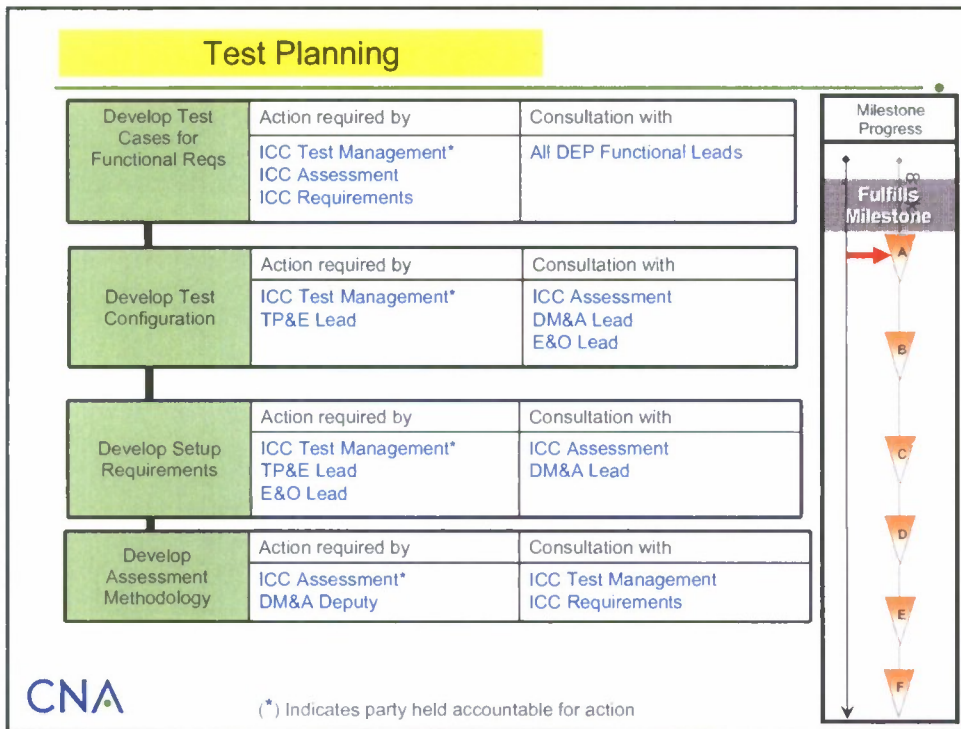 Test Planning
Develop Test
Cases for
Functional Reqs
Action required by
Consultation with
ICC Test Management*
ICC Assessment
ICC Requirements
All DEP Functional Leads
Develop Test
Configuration
Action required by
Consultation with
ICC Test Management*
TP&E Lead
ICC Assessment
DM&A Lead
E&O Lead
Develop Setup
Requirements
Action required by
Consultation with
ICC Test Management*
TP&E Lead
E&O Lead
ICC Assessment
DM&A Lead
Develop
Assessment
Methodology
Action required by
Consultation with
ICC Assessment*
DM&A Deputy
ICC Test Management
ICC Requirements
Milestone
Progress
Fulfills
Milestone
A
B
C
D
E
F
CNA
(*) Indicates party held accountable for action